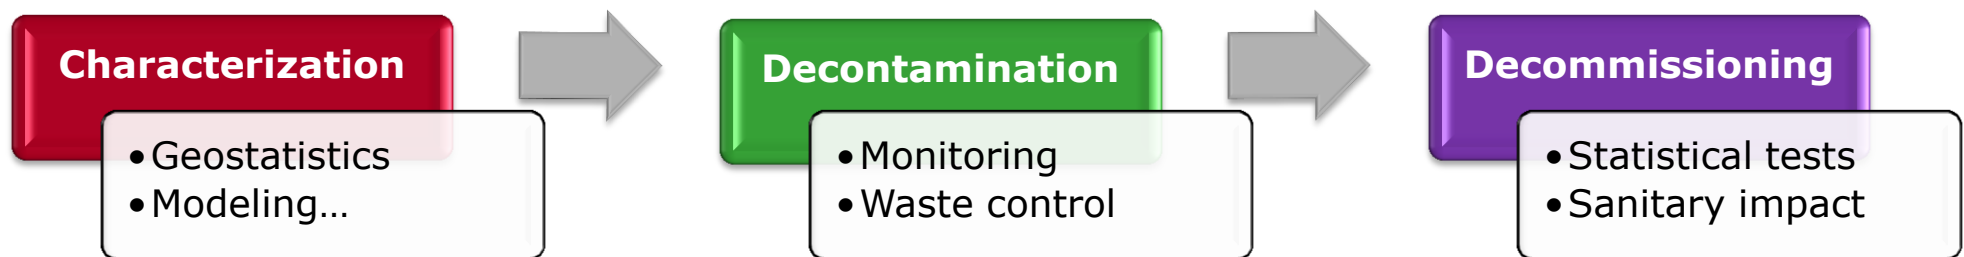 Characterization
•Geostatistics
•Modeling…
Decontamination
•Monitoring
•Waste control
Decommissioning
•Statistical tests
•Sanitary impact